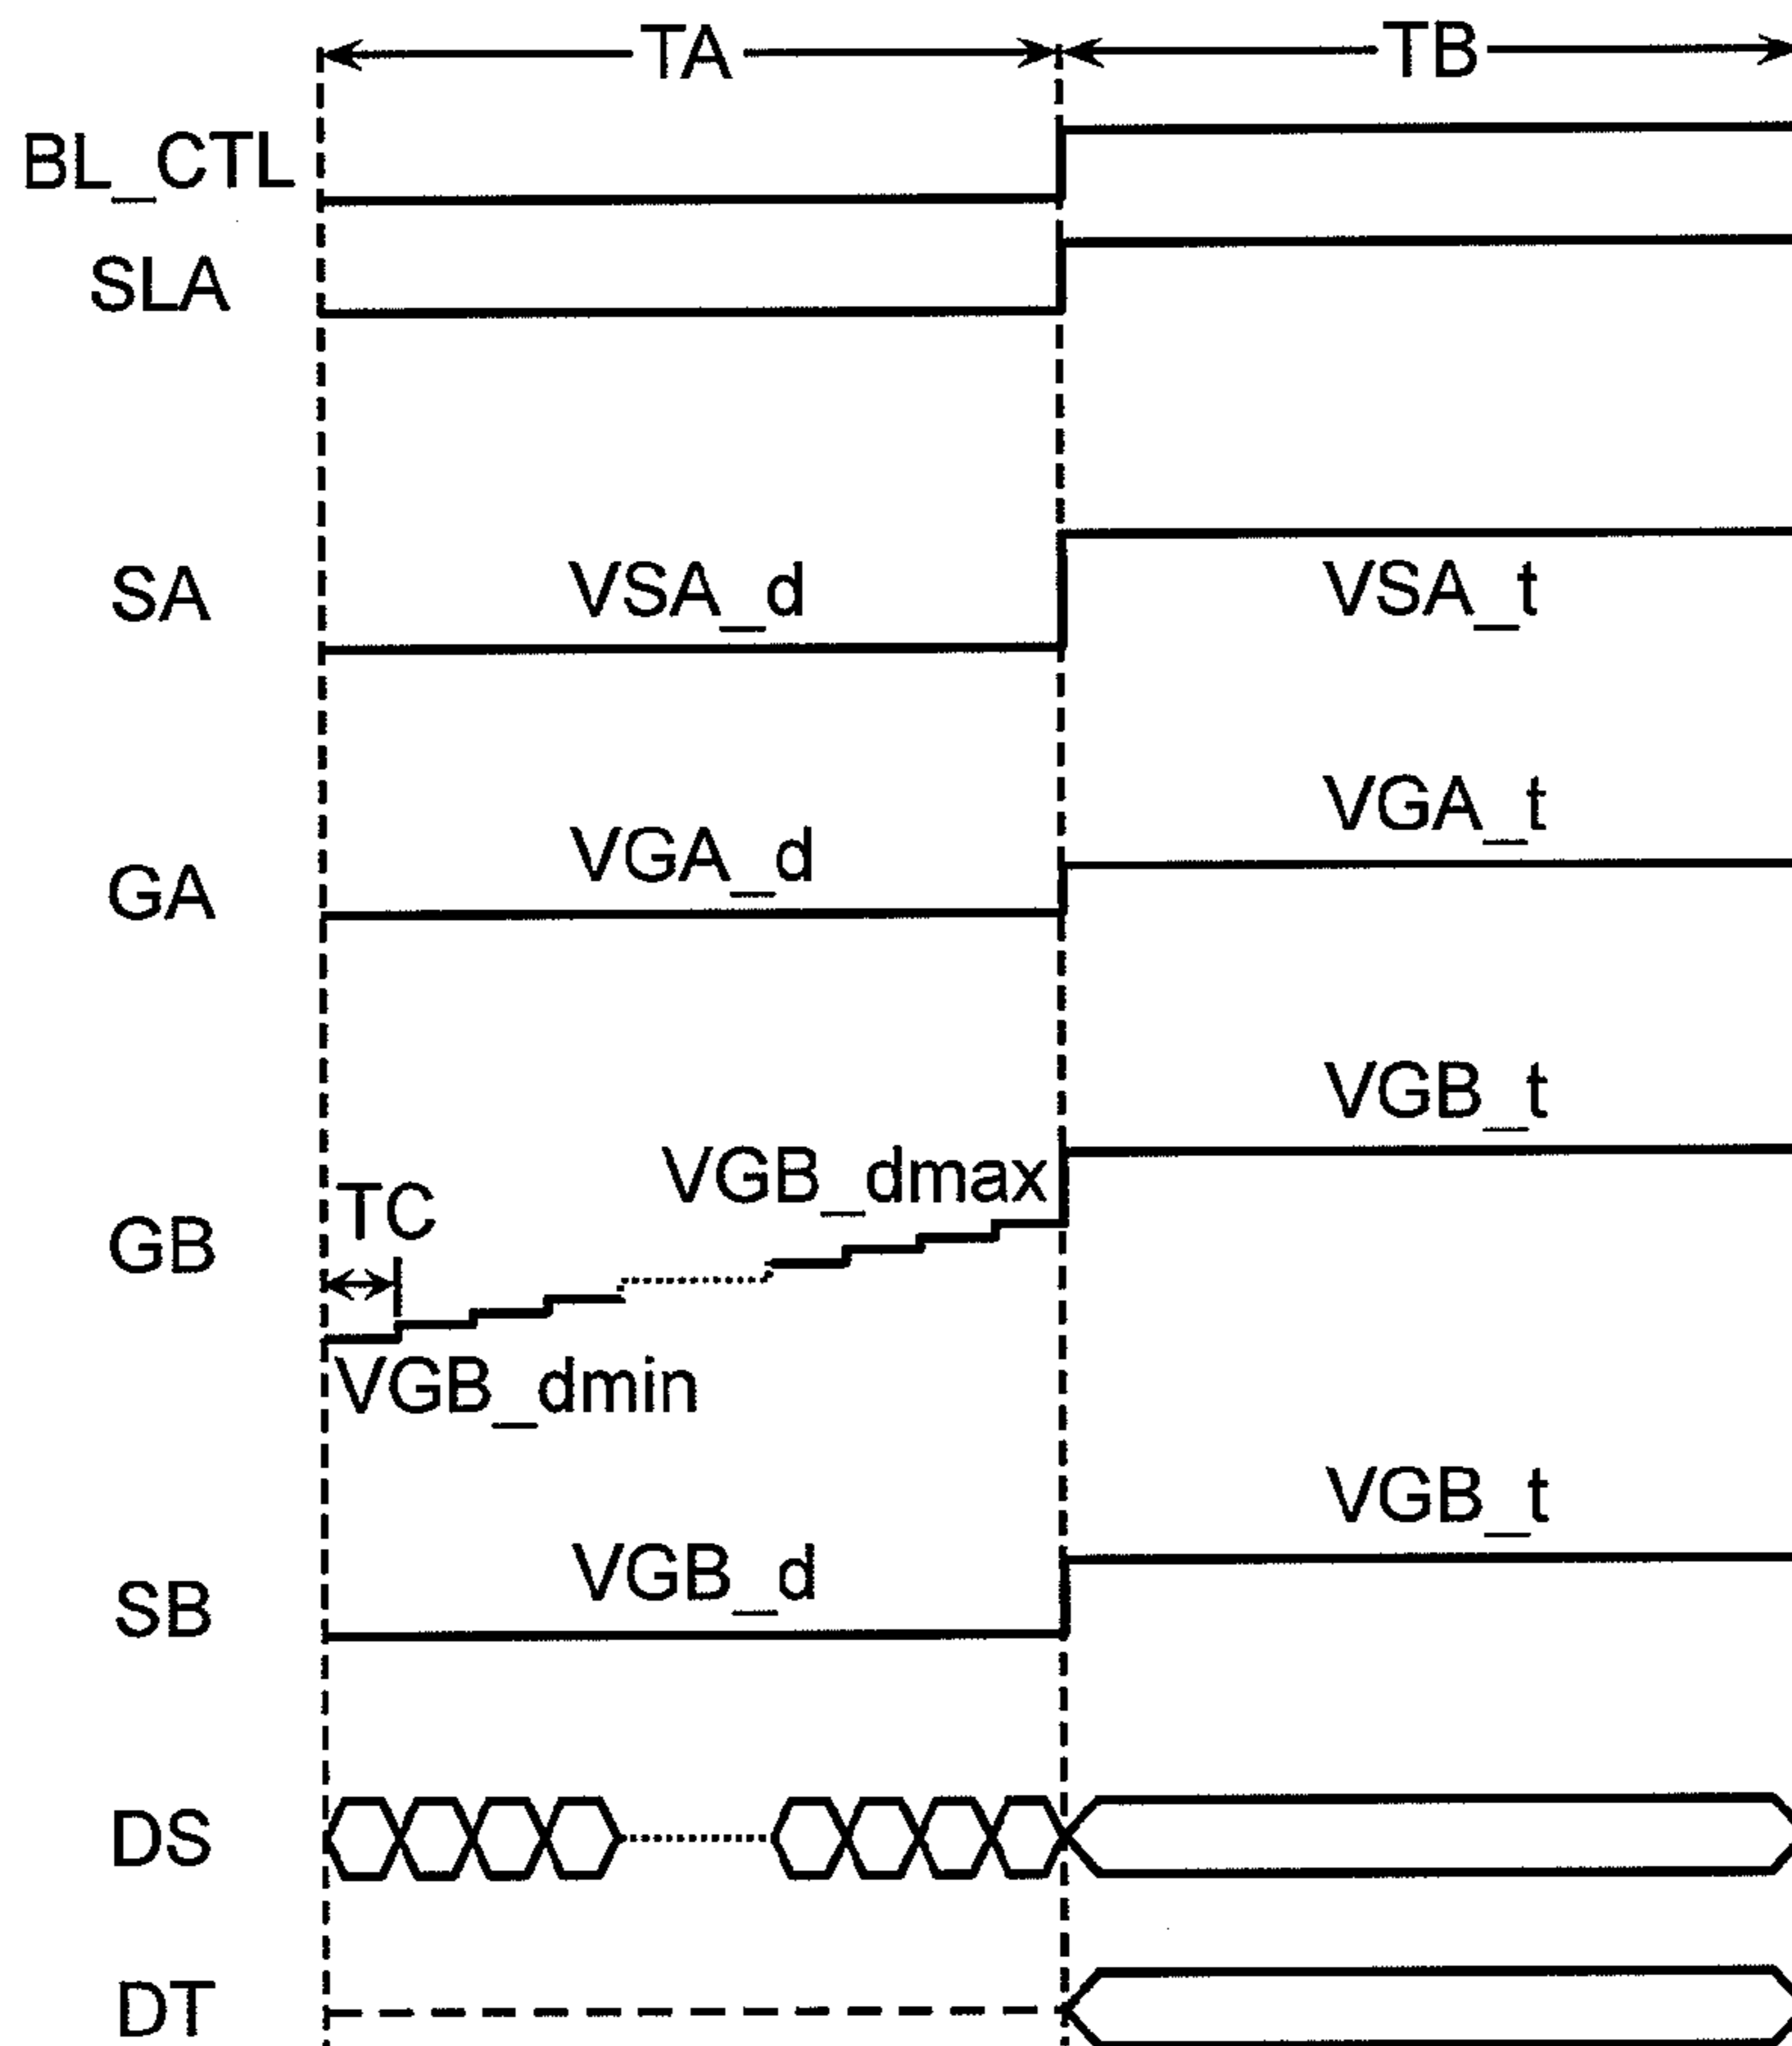 TA TB
BL_CTL
SLA
SA VSA_d VSA_t
GA VGA_d VGA_t
VGB_t
VGB_dmax
TC
GB
VGB_dmin
VGB_t
VGB_d
SB
DS
DT